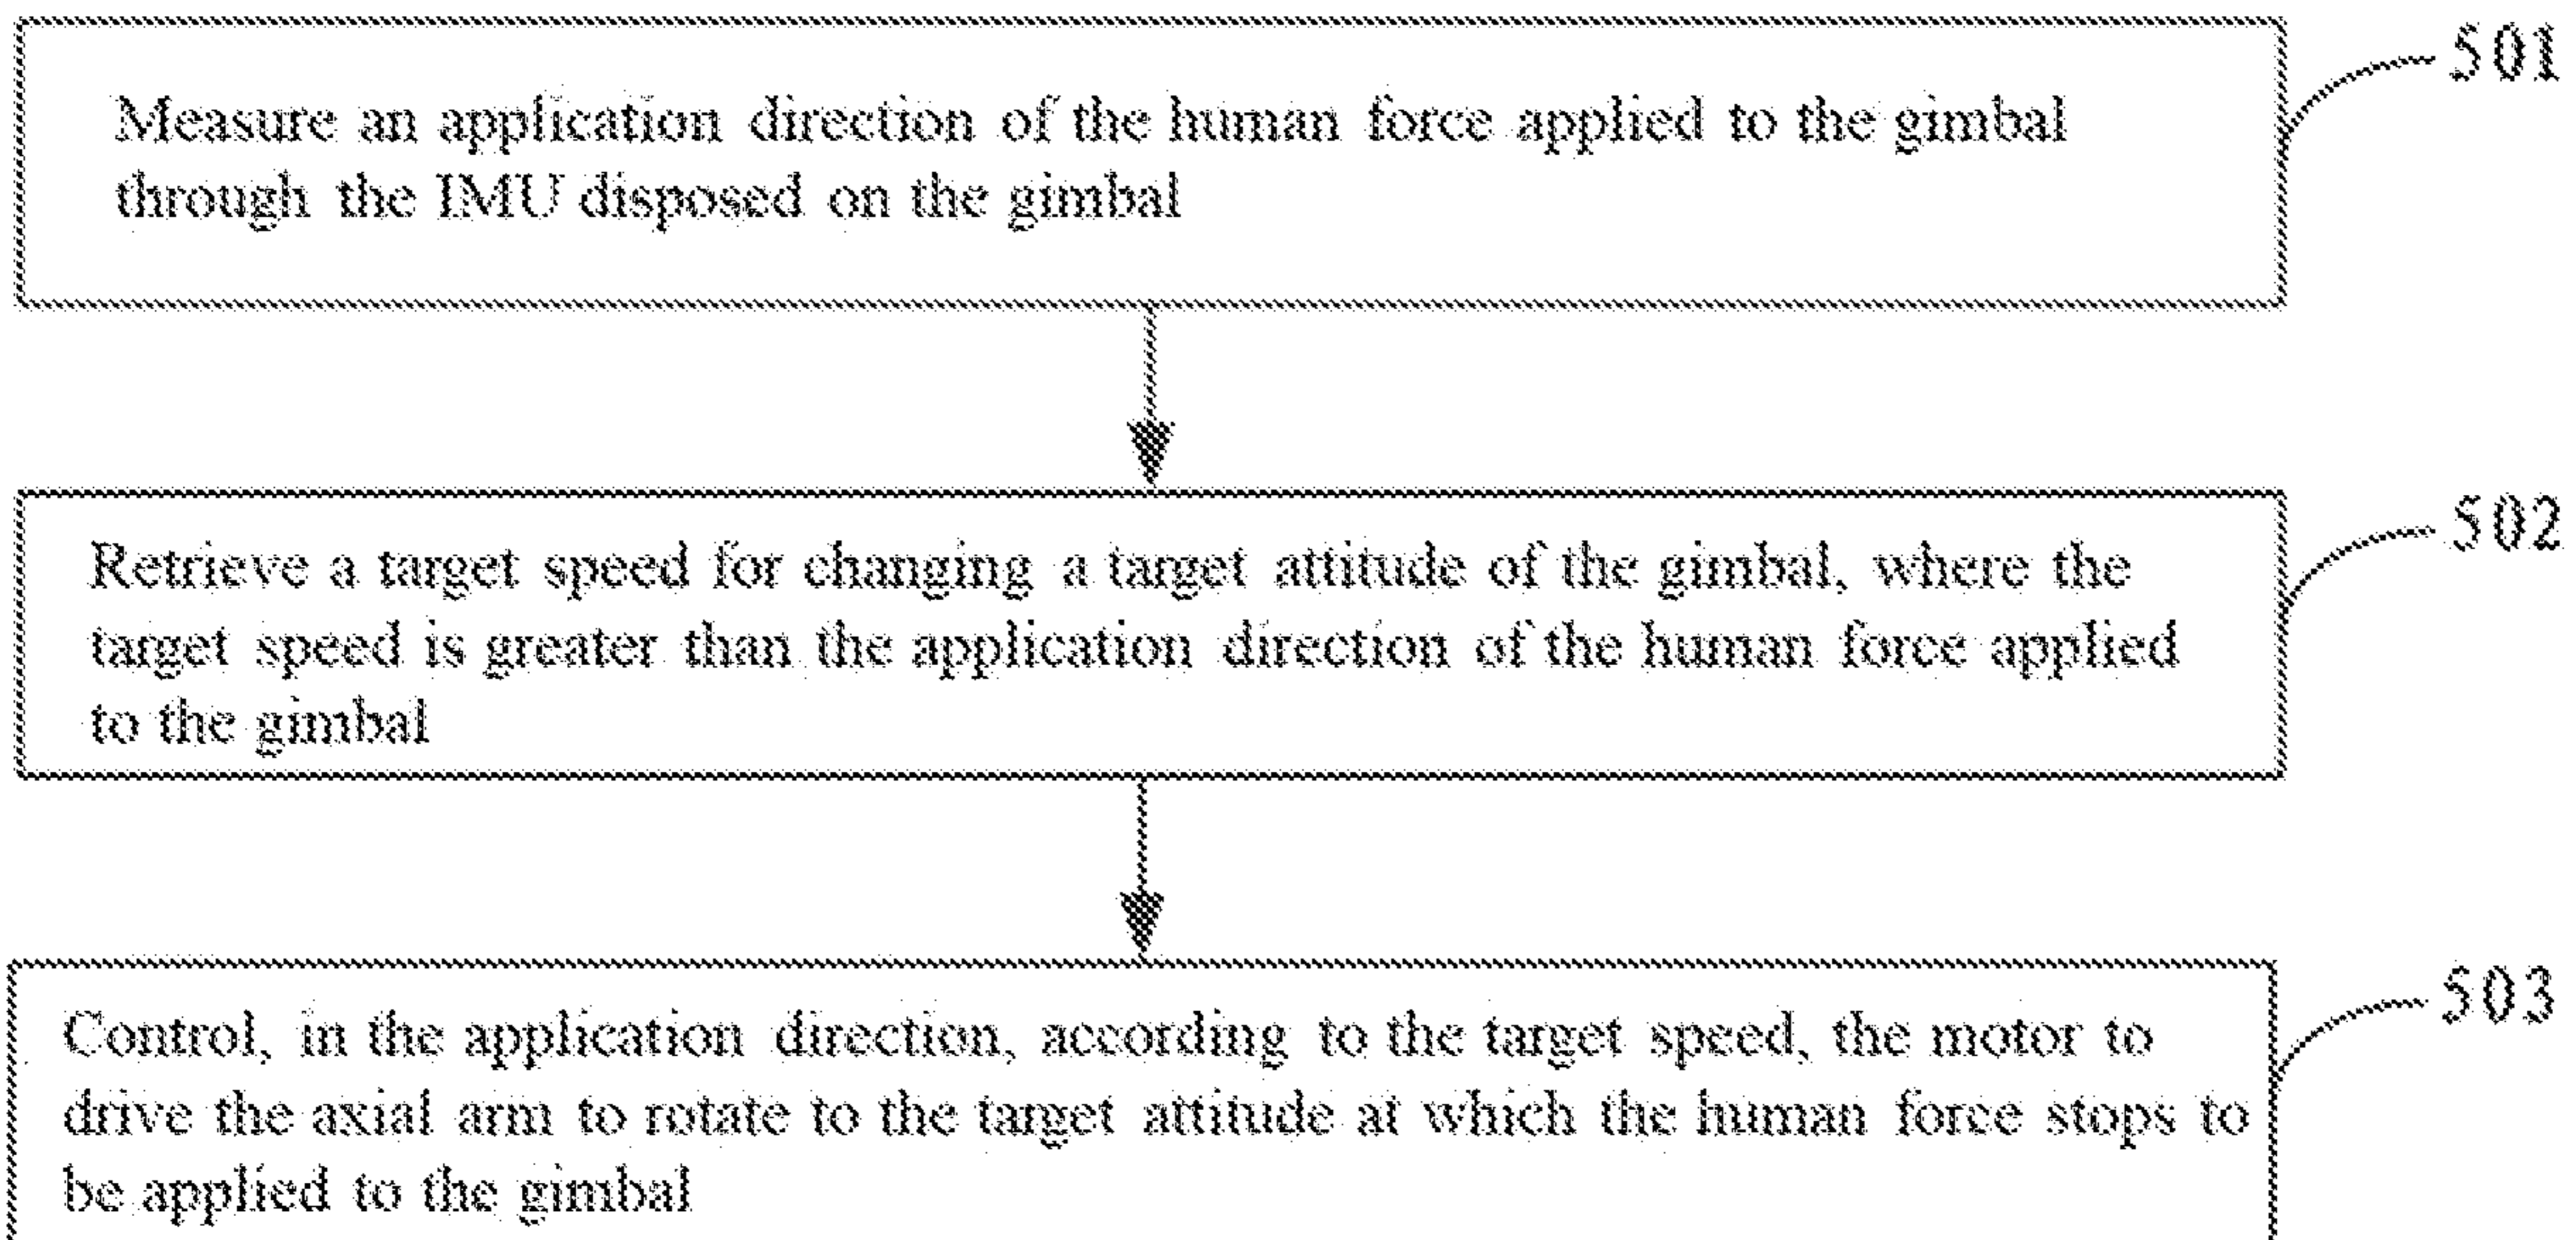 501
Measure an application direction of the human force applied to the gimbal
through the IMU disposed on the gimbal
502
Retrieve a target speed for changing a target attitude of the gimbal, where the
target speed is greater than the application direction of the human force applied
to the gimbal
503
Control, in the application direction, according to the target speed, the motor to
drive the axial arm to rotate to the target attitude at which the human force stops to
be applied to the gimbal